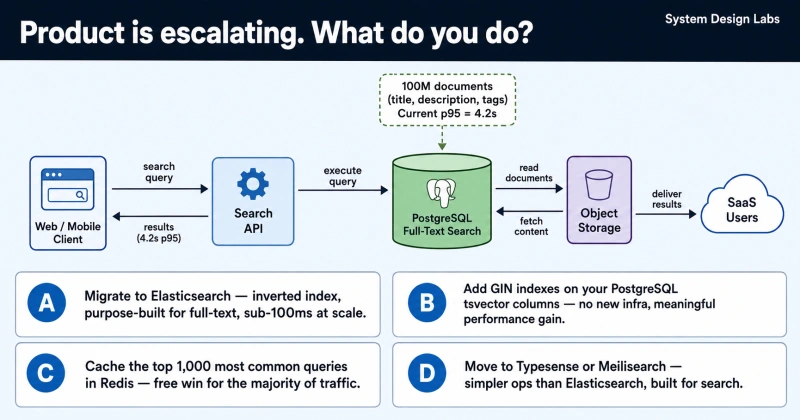 System Design Labs
Product is escalating. What do you do?
100M documents
(title, description, tags)
Current p95 = 4.2s
Web / Mobile
Client
search
query
results
(4.2s p95)
Search
API
execute
query
PostgreSQL
Full-Text Search
read
documents
fetch
content
Object
Storage
deliver
results
SaaS
Users
A
Migrate to Elasticsearch — inverted index,
purpose-built for full-text, sub-100ms at scale.
B
Add GIN indexes on your PostgreSQL
tsvector columns — no new infra, meaningful
performance gain.
C
Cache the top 1,000 most common queries
in Redis — free win for the majority of traffic.
D
Move to Typesense or Meilisearch —
simpler ops than Elasticsearch, built for search.